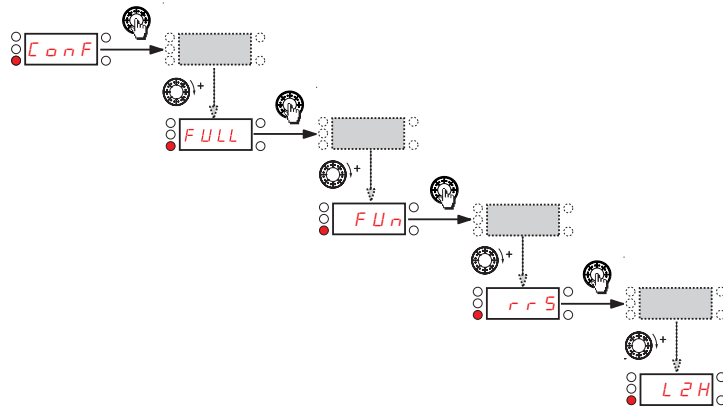 ConF
+
FULL
+
FUn
+
rrS
+
L2H